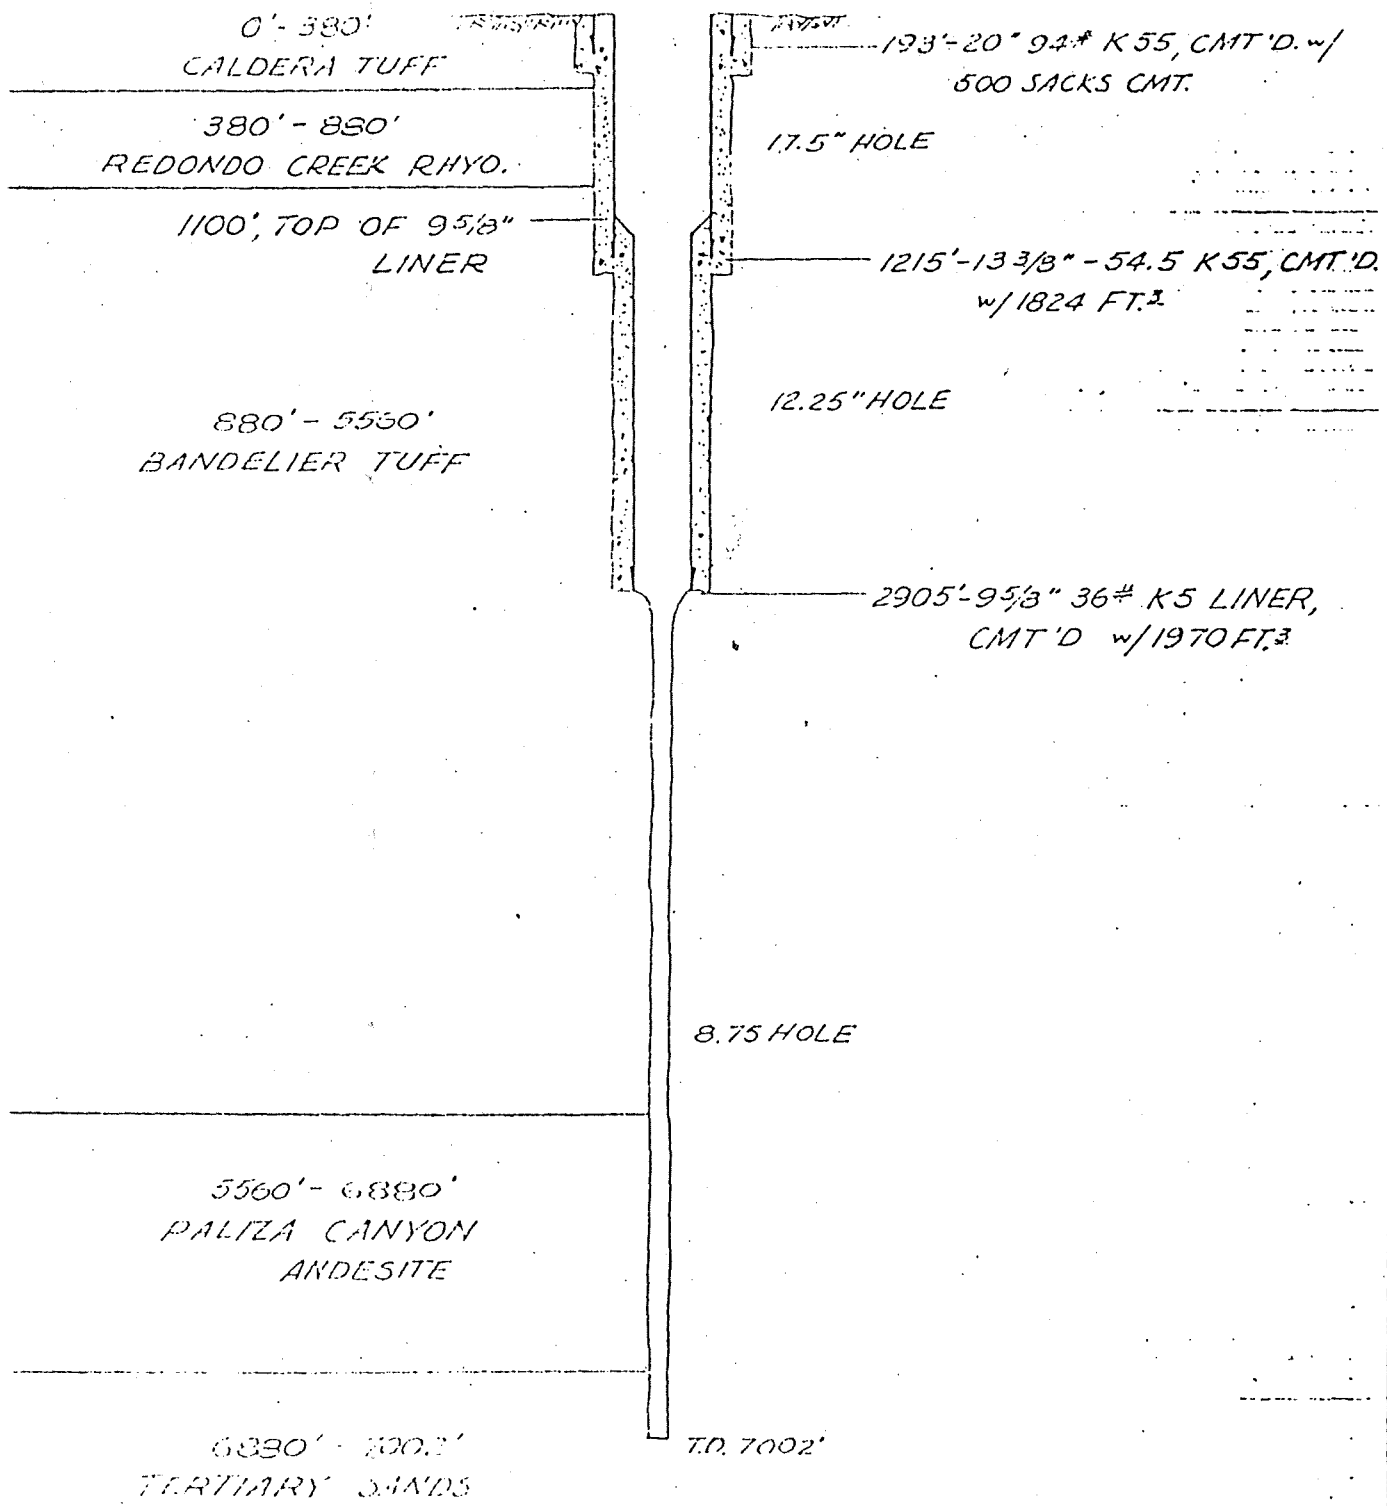 0'-380'
CALDERA TUFF
380'-880'
REDONDO CREEK RHYO.
1100', TOP OF 9 5/8"
LINER
880'-5560'
BANDELIER TUFF
5560'-6880'
PALIZA CANYON
ANDESITE
6880'-7002'
TERTIARY SANDS
193'-20" 94# K55, CMT'D. w/
500 SACKS CMT.
17.5" HOLE
1215'-13 3/8"-54.5 K55, CMT'D.
w/1824 FT.3
12.25" HOLE
2905'-9 5/8" 36# K5 LINER,
CMT'D w/1970 FT.3
8.75 HOLE
T.D. 7002'